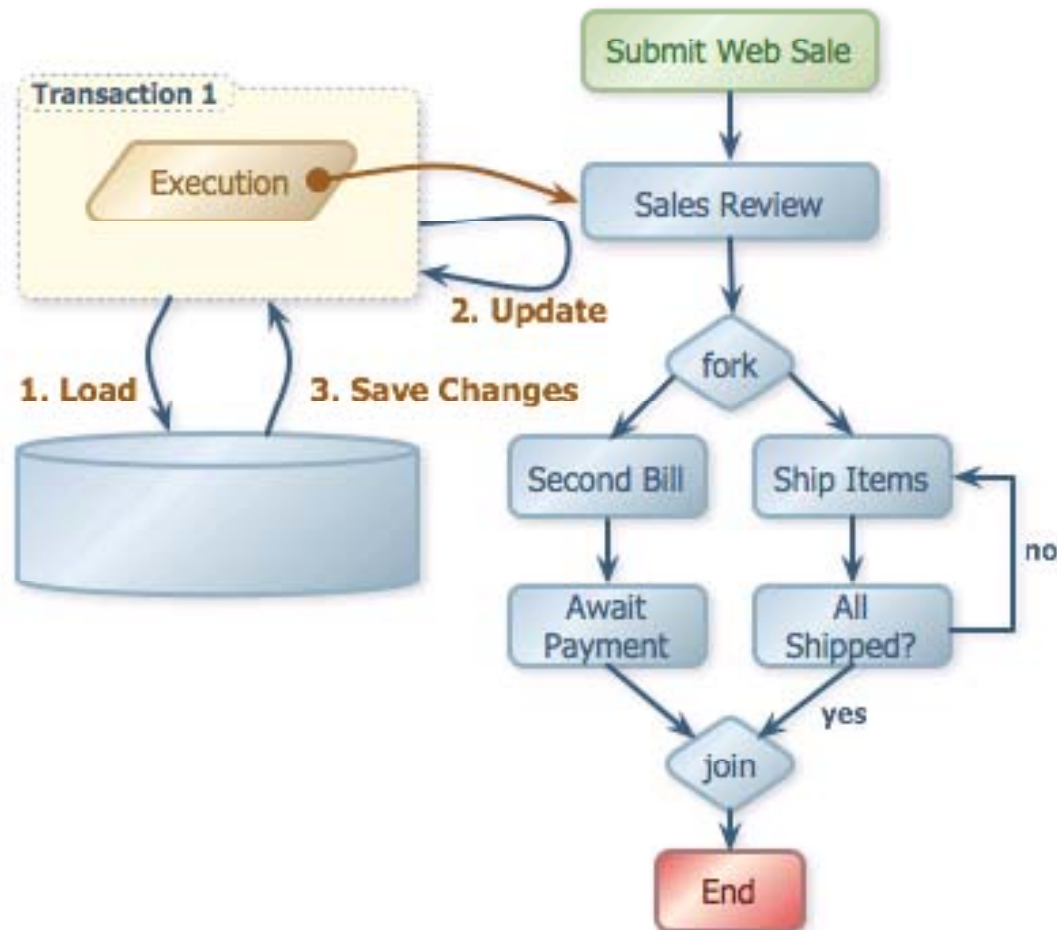 Submit Web Sale
Transaction 1
Execution
Sales Review
2. Update
fork
1. Load
3. Save Changes
Second Bill
Ship Items
no
Await
Payment
All
Shipped?
yes
join
End